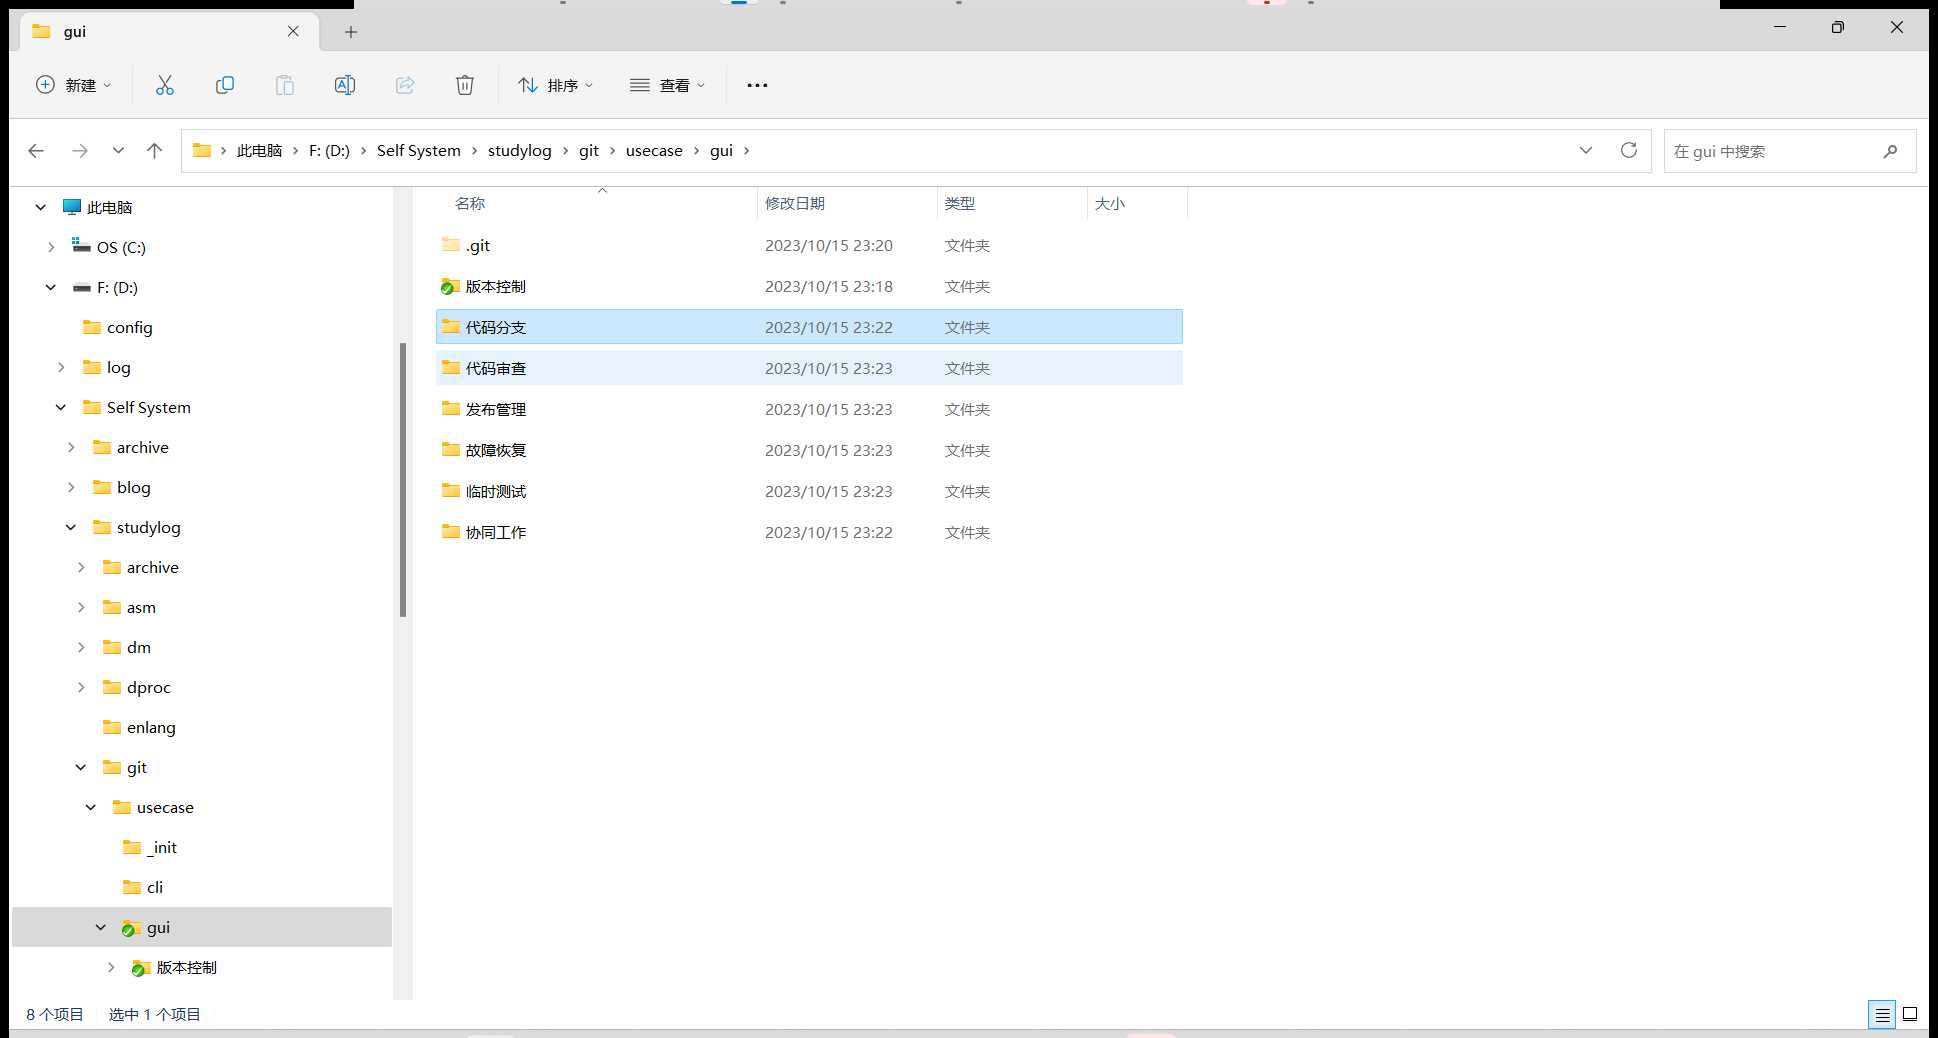 gui
新建
排序
查看
此电脑 F: (D:) Self System studylog git usecase gui
在 gui 中搜索
此电脑
OS (C:)
F: (D:)
config
log
Self System
archive
blog
studylog
archive
asm
dm
dproc
enlang
git
usecase
_init
cli
gui
版本控制
名称 修改日期 类型 大小
.git 2023/10/15 23:20 文件夹
版本控制 2023/10/15 23:18 文件夹
代码分支 2023/10/15 23:22 文件夹
代码审查 2023/10/15 23:23 文件夹
发布管理 2023/10/15 23:23 文件夹
故障恢复 2023/10/15 23:23 文件夹
临时测试 2023/10/15 23:23 文件夹
协同工作 2023/10/15 23:22 文件夹
8 个项目 选中 1 个项目